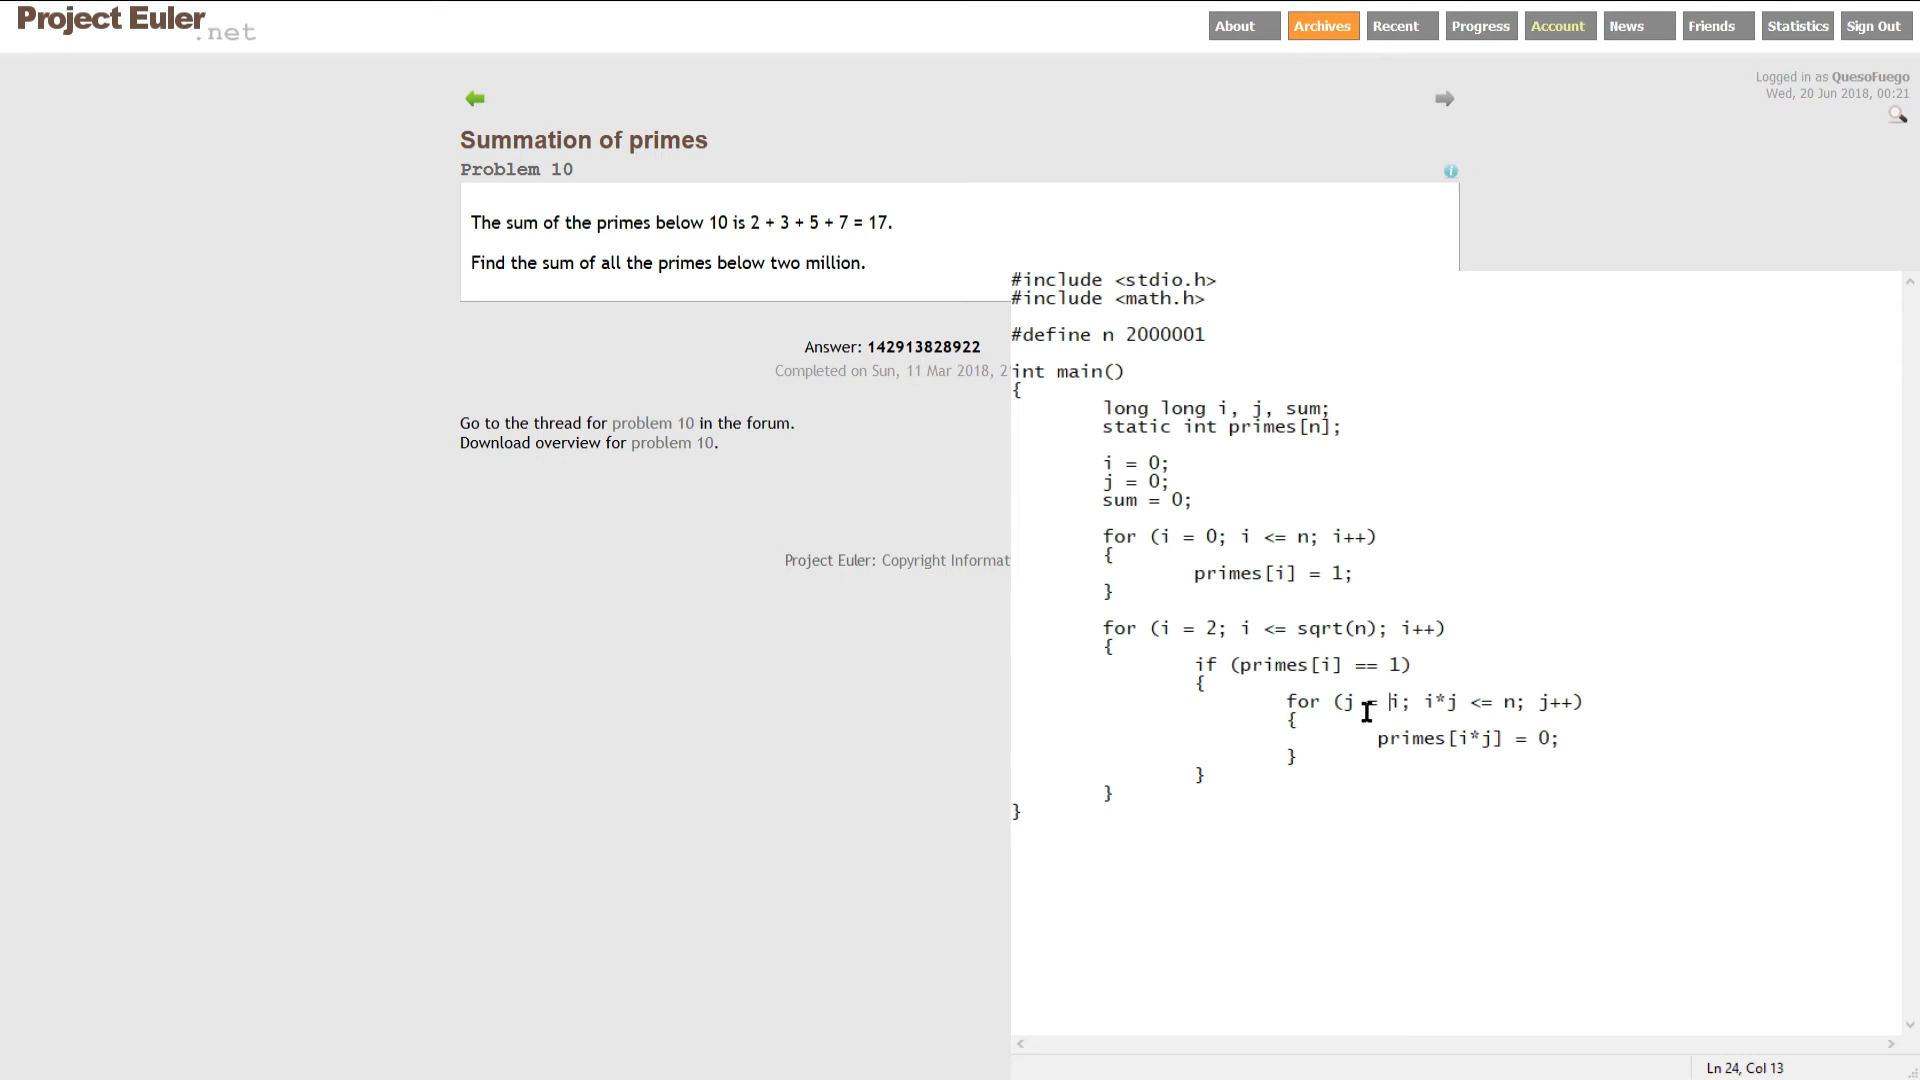 Project Euler
.net
About Archives Recent Progress Account News Friends Statistics Sign Out
Logged in as QuesoFuego
Wed, 20 Jun 2018, 00:21
Summation of primes
Problem 10
The sum of the primes below 10 is 2 + 3 + 5 + 7 = 17.
Find the sum of all the primes below two million.
Answer: 142913828922
Completed on Sun, 11 Mar 2018, 2
Go to the thread for problem 10 in the forum.
Download overview for problem 10.
Project Euler: Copyright Informat
#include <stdio.h>
#include <math.h>
#define n 2000001
int main()
{
long long i, j, sum;
static int primes[n];
i = 0;
j = 0;
sum = 0;
for (i = 0; i <= n; i++)
{
primes[i] = 1;
}
for (i = 2; i <= sqrt(n); i++)
{
if (primes[i] == 1)
{
for (j = i; i*j <= n; j++)
{
primes[i*j] = 0;
}
}
}
}
Ln 24, Col 13